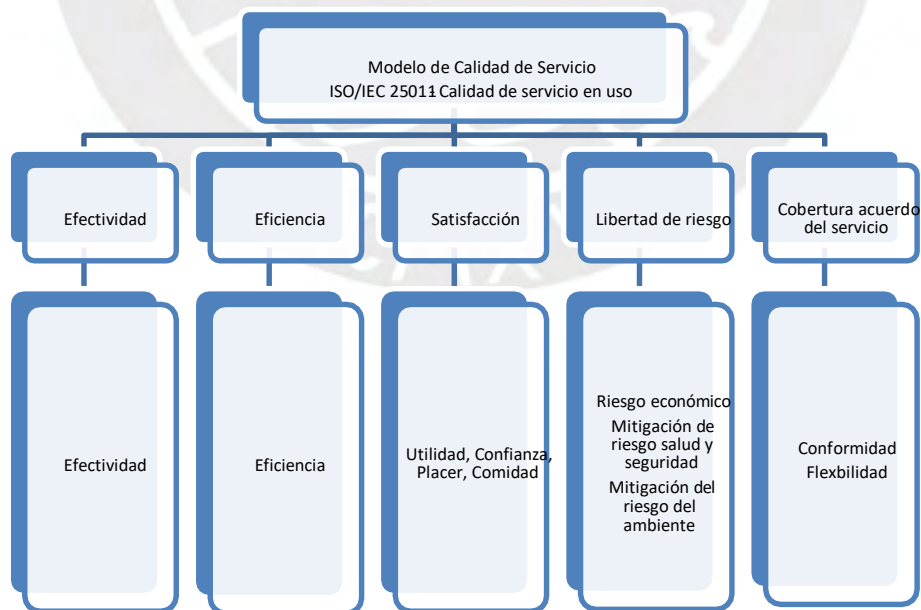 Modelo de Calidad de Servicio
ISO/IEC 25011 Calidad de servicio en uso
Efectividad
Eficiencia
Satisfacción
Libertad de riesgo
Cobertura acuerdo
del servicio
Efectividad
Eficiencia
Utilidad, Confianza,
Placer, Comidad
Riesgo económico
Mitigación de
riesgo salud y
seguridad
Mitigación del
riesgo del
ambiente
Conformidad
Flexbilidad